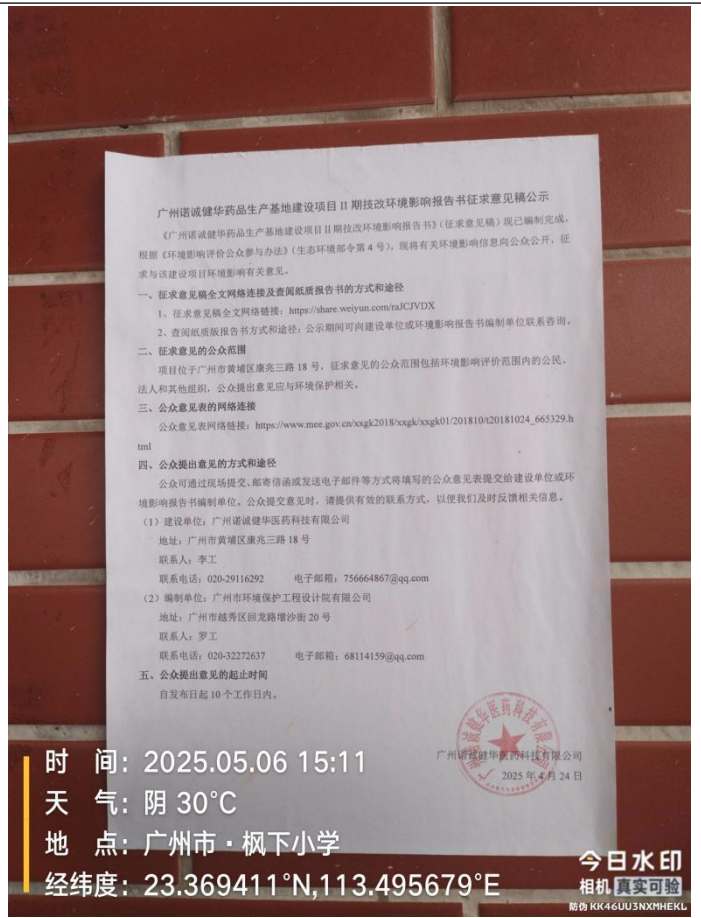 广州诺诚健华药品生产基地建设项目 II 期技改环境影响报告书征求意见稿公示
《广州诺诚健华药品生产基地建设项目 II 期技改环境影响报告书》（征求意见稿）现已编制完成，
根据《环境影响评价公众参与办法》（生态环境部令第 4 号），现将有关环境影响信息向公众公开，征
求与该建设项目环境影响有关意见。
一、征求意见稿全文网络连接及查阅纸质报告书的方式和途径
1、征求意见稿全文网络链接：https://share.weiyun.com/raJCJVDX
2、查阅纸质版报告书方式和途径：公示期间可向建设单位或环境影响报告书编制单位联系咨询。
二、征求意见的公众范围
项目位于广州市黄埔区康兆三路 18 号，征求意见的公众范围包括环境影响评价范围内的公民、
法人和其他组织，公众提出意见应与环境保护相关。
三、公众意见表的网络连接
公众意见表网络链接：https://www.mee.gov.cn/xxgk2018/xxgk/xxgk01/201810/t20181024_665329.h
tml
四、公众提出意见的方式和途径
公众可通过现场提交、邮寄信函或发送电子邮件等方式将填写的公众意见表提交给建设单位或环
境影响报告书编制单位。公众提交意见时，请提供有效的联系方式，以便我们及时反馈相关信息。
（1）建设单位：广州诺诚健华医药科技有限公司
地址：广州市黄埔区康兆三路 18 号
联系人：李工
联系电话：020-29116292 电子邮箱：756664867@qq.com
（2）编制单位：广州市环境保护工程设计院有限公司
地址：广州市越秀区回龙路增沙街 20 号
联系人：罗工
联系电话：020-32272637 电子邮箱：68114159@qq.com
五、公众提出意见的起止时间
自发布日起 10 个工作日内。
广州诺诚健华医药科技有限公司
广州诺诚健华医药科技有限公司
2025 年 4 月 24 日
时 间：2025.05.06 15:11
天 气：阴 30°C
地 点：广州市·枫下小学
经纬度：23.369411°N,113.495679°E
今日水印
相机 真实可验
防伪 KK46UU3NXMHEKL